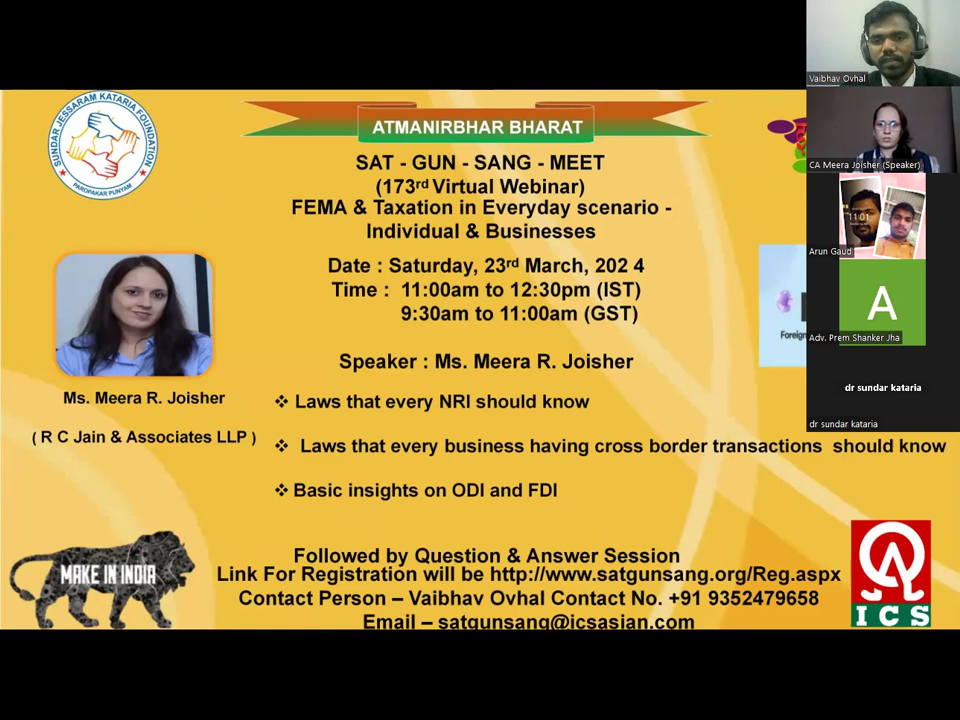 SUNDAR JESSARAM KATARIA FOUNDATION
PAROPAKAR PUNYAM
ATMANIRBHAR BHARAT
SAT - GUN - SANG - MEET
(173rd Virtual Webinar)
FEMA & Taxation in Everyday scenario -
Individual & Businesses
Date : Saturday, 23rd March, 202 4
Time : 11:00am to 12:30pm (IST)
9:30am to 11:00am (GST)
Speaker : Ms. Meera R. Joisher
Ms. Meera R. Joisher
( R C Jain & Associates LLP )
❖ Laws that every NRI should know
❖ Laws that every business having cross border transactions should know
❖ Basic insights on ODI and FDI
MAKE IN INDIA
Followed by Question & Answer Session
Link For Registration will be http://www.satgunsang.org/Reg.aspx
Contact Person – Vaibhav Ovhal Contact No. +91 9352479658
Email – satgunsang@icsasian.com
ICS
Vaibhav Ovhal
CA Meera Joisher (Speaker)
11:01
Arun Gaud
A
Adv. Prem Shanker Jha
dr sundar kataria
dr sundar kataria